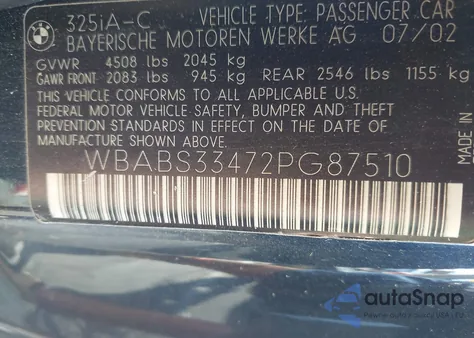 325iA-C VEHICLE TYPE: PASSENGER CAR
BAYERISCHE MOTOREN WERKE AG 07/02
GVWR 4508 lbs 2045 kg
GAWR FRONT 2083 lbs 945 kg REAR 2546 lbs 1155 kg
THIS VEHICLE CONFORMS TO ALL APPLICABLE U.S.
FEDERAL MOTOR VEHICLE SAFETY, BUMPER AND THEFT
PREVENTION STANDARDS IN EFFECT ON THE DATE OF
MANUFACTURE SHOWN ABOVE.
MADE IN
WBABS33472PG87510
autoSnap